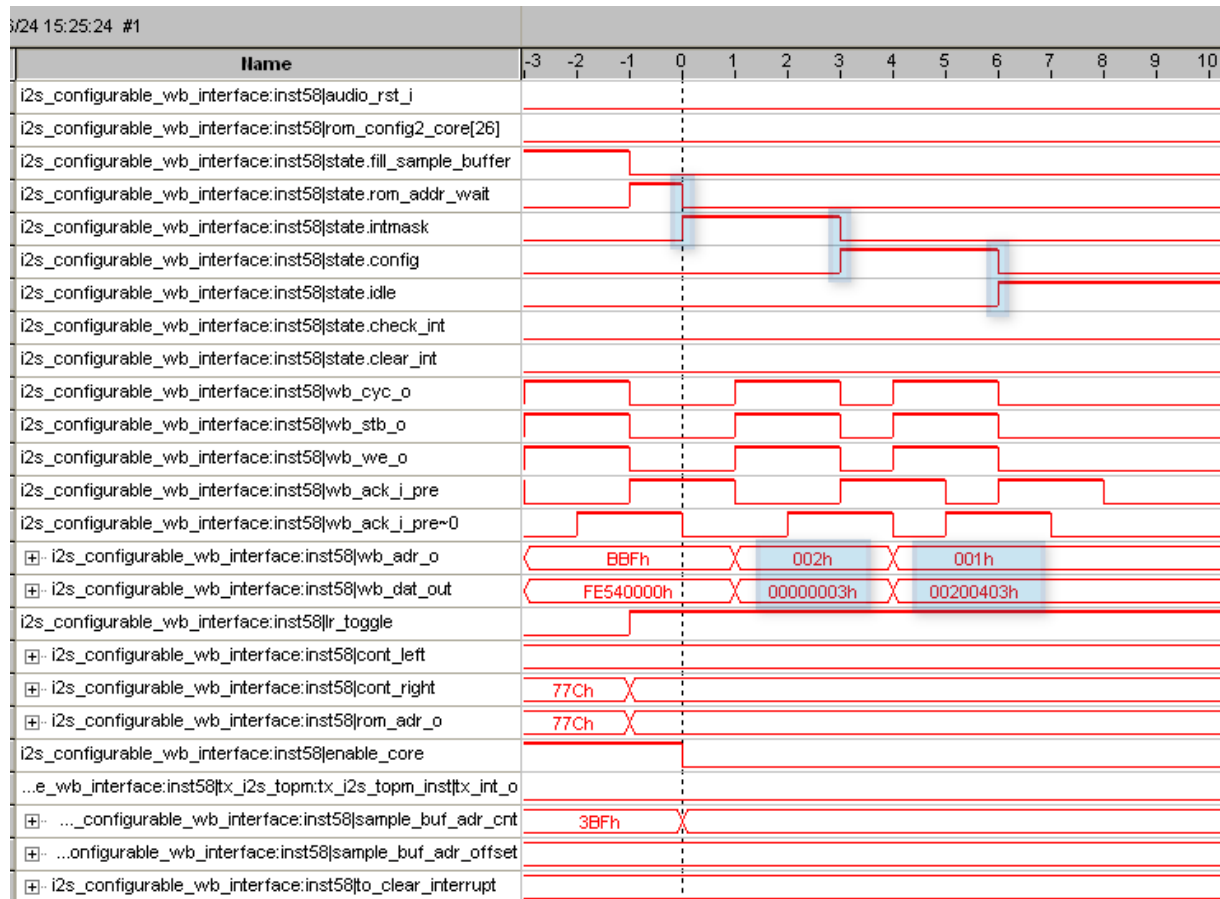 6/24 15:25:24 #1
Name -3 -2 -1 0 1 2 3 4 5 6 7 8 9 10
i2s_configurable_wb_interface:inst58|audio_rst_i
i2s_configurable_wb_interface:inst58|rom_config2_core[26]
i2s_configurable_wb_interface:inst58|state.fill_sample_buffer
i2s_configurable_wb_interface:inst58|state.rom_addr_wait
i2s_configurable_wb_interface:inst58|state.intmask
i2s_configurable_wb_interface:inst58|state.config
i2s_configurable_wb_interface:inst58|state.idle
i2s_configurable_wb_interface:inst58|state.check_int
i2s_configurable_wb_interface:inst58|state.clear_int
i2s_configurable_wb_interface:inst58|wb_cyc_o
i2s_configurable_wb_interface:inst58|wb_stb_o
i2s_configurable_wb_interface:inst58|wb_we_o
i2s_configurable_wb_interface:inst58|wb_ack_i_pre
i2s_configurable_wb_interface:inst58|wb_ack_i_pre~0
i2s_configurable_wb_interface:inst58|wb_adr_o BBFh 002h 001h
i2s_configurable_wb_interface:inst58|wb_dat_out FE540000h 00000003h 00200403h
i2s_configurable_wb_interface:inst58|lr_toggle
i2s_configurable_wb_interface:inst58|cont_left
i2s_configurable_wb_interface:inst58|cont_right 77Ch
i2s_configurable_wb_interface:inst58|rom_adr_o 77Ch
i2s_configurable_wb_interface:inst58|enable_core
...e_wb_interface:inst58|tx_i2s_topm:tx_i2s_topm_inst|tx_int_o
..._configurable_wb_interface:inst58|sample_buf_adr_cnt 3BFh
...onfigurable_wb_interface:inst58|sample_buf_adr_offset
i2s_configurable_wb_interface:inst58|to_clear_interrupt